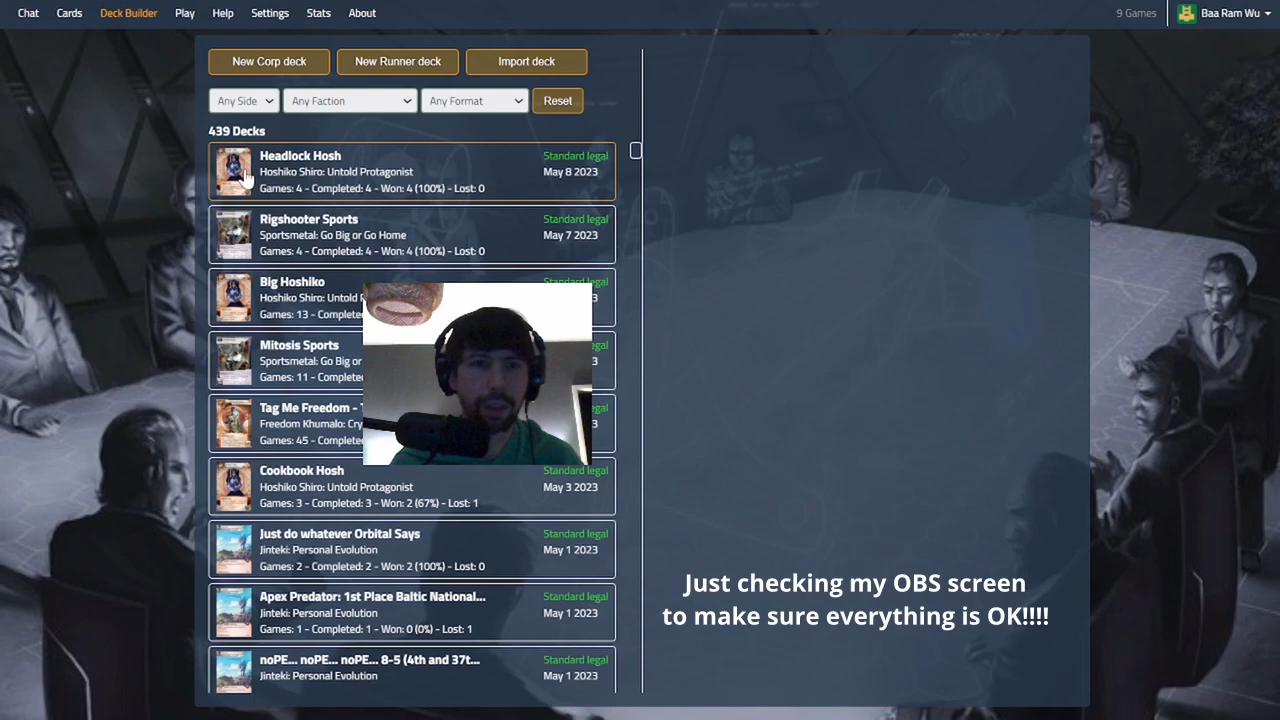 Chat Cards Deck Builder Play Help Settings Stats About 9 Games Baa Ram Wu
New Corp deck New Runner deck Import deck
Any Side Any Faction Any Format Reset
439 Decks
Headlock Hosh Standard legal
Hoshiko Shiro: Untold Protagonist May 8 2023
Games: 4 - Completed: 4 - Won: 4 (100%) - Lost: 0
Rigshooter Sports Standard legal
Sportsmetal: Go Big or Go Home May 7 2023
Games: 4 - Completed: 4 - Won: 4 (100%) - Lost: 0
Big Hoshiko
Hoshiko Shiro: Untold 3
Games: 13 - Complete
Mitosis Sports gal
Sportsmetal: Go Big or 3
Games: 11 - Complete
Tag Me Freedom - gal
Freedom Khumalo: Cry 3
Games: 45 - Complete
Cookbook Hosh Standard legal
Hoshiko Shiro: Untold Protagonist May 3 2023
Games: 3 - Completed: 3 - Won: 2 (67%) - Lost: 1
Just do whatever Orbital Says Standard legal
Jinteki: Personal Evolution May 1 2023
Games: 2 - Completed: 2 - Won: 2 (100%) - Lost: 0
Apex Predator: 1st Place Baltic National... Standard legal
Jinteki: Personal Evolution May 1 2023
Games: 1 - Completed: 1 - Won: 0 (0%) - Lost: 1
noPE... noPE... noPE... 8-5 (4th and 37t... Standard legal
Jinteki: Personal Evolution May 1 2023
Just checking my OBS screen
to make sure everything is OK!!!!